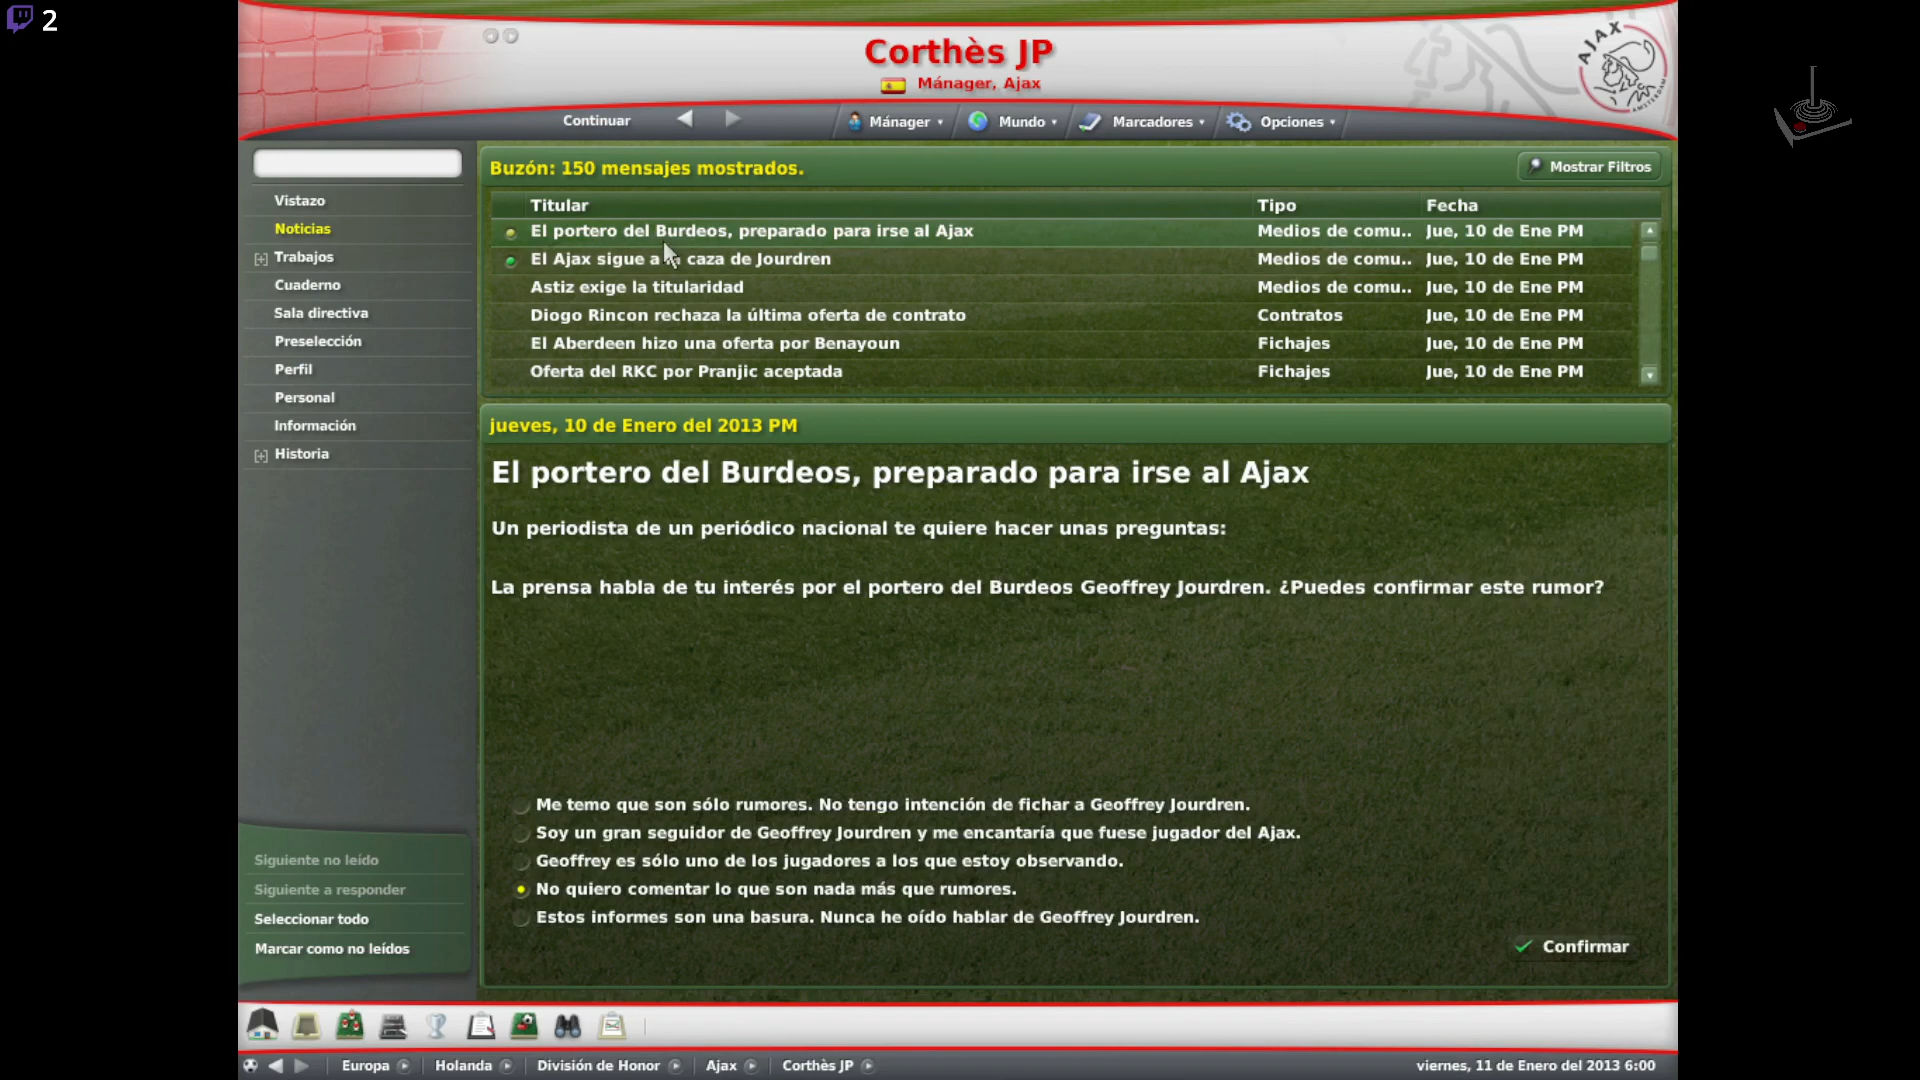 2
Corthès JP
Mánager, Ajax
AJAX
Continuar
Mánager
Mundo
Marcadores
Opciones
Vistazo
Noticias
Trabajos
Cuaderno
Sala directiva
Preselección
Perfil
Personal
Información
Historia
Buzón: 150 mensajes mostrados.
Mostrar Filtros
Titular Tipo Fecha
El portero del Burdeos, preparado para irse al Ajax Medios de comu.. Jue, 10 de Ene PM
El Ajax sigue a caza de Jourdren Medios de comu.. Jue, 10 de Ene PM
Astiz exige la titularidad Medios de comu.. Jue, 10 de Ene PM
Diogo Rincon rechaza la última oferta de contrato Contratos Jue, 10 de Ene PM
El Aberdeen hizo una oferta por Benayoun Fichajes Jue, 10 de Ene PM
Oferta del RKC por Pranjic aceptada Fichajes Jue, 10 de Ene PM
jueves, 10 de Enero del 2013 PM
El portero del Burdeos, preparado para irse al Ajax
Un periodista de un periódico nacional te quiere hacer unas preguntas:
La prensa habla de tu interés por el portero del Burdeos Geoffrey Jourdren. ¿Puedes confirmar este rumor?
Me temo que son sólo rumores. No tengo intención de fichar a Geoffrey Jourdren.
Soy un gran seguidor de Geoffrey Jourdren y me encantaría que fuese jugador del Ajax.
Geoffrey es sólo uno de los jugadores a los que estoy observando.
No quiero comentar lo que son nada más que rumores.
Estos informes son una basura. Nunca he oído hablar de Geoffrey Jourdren.
Confirmar
Siguiente no leído
Siguiente a responder
Seleccionar todo
Marcar como no leídos
Europa Holanda División de Honor Ajax Corthès JP viernes, 11 de Enero del 2013 6:00